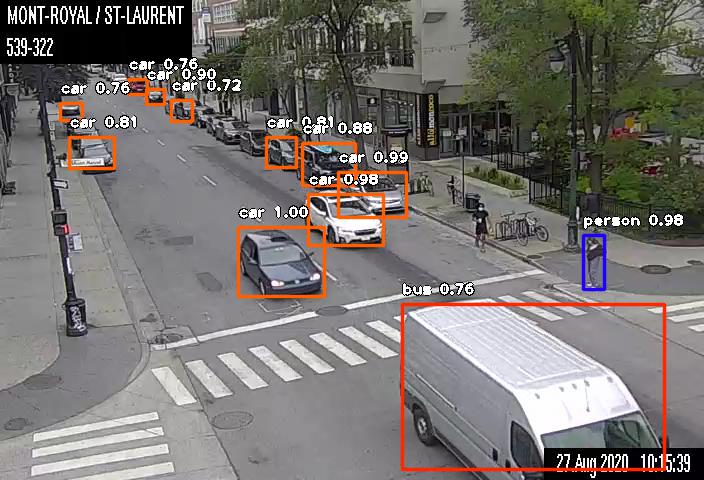 MONT-ROYAL / ST-LAURENT
539-322
car 0.76
car 0.90
car 0.76
car 0.72
car 0.81
car 0.81
car 0.88
car 0.99
car 0.98
car 1.00
person 0.98
bus 0.76
27 Aug 2020 10:15:39